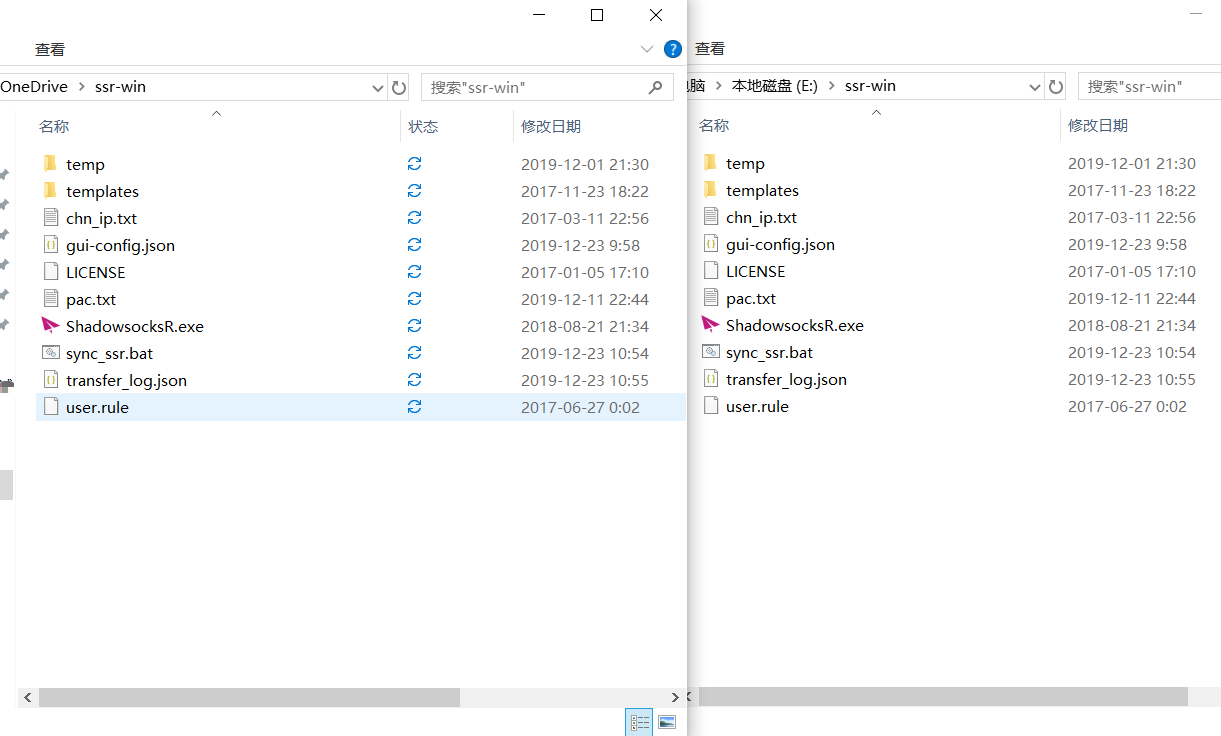 查看
?
OneDrive > ssr-win
搜索"ssr-win"
名称 状态 修改日期
temp 2019-12-01 21:30
templates 2017-11-23 18:22
chn_ip.txt 2017-03-11 22:56
gui-config.json 2019-12-23 9:58
LICENSE 2017-01-05 17:10
pac.txt 2019-12-11 22:44
ShadowsocksR.exe 2018-08-21 21:34
sync_ssr.bat 2019-12-23 10:54
transfer_log.json 2019-12-23 10:55
user.rule 2017-06-27 0:02
查看
脑 > 本地磁盘 (E:) > ssr-win
搜索"ssr-win"
名称 修改日期
temp 2019-12-01 21:30
templates 2017-11-23 18:22
chn_ip.txt 2017-03-11 22:56
gui-config.json 2019-12-23 9:58
LICENSE 2017-01-05 17:10
pac.txt 2019-12-11 22:44
ShadowsocksR.exe 2018-08-21 21:34
sync_ssr.bat 2019-12-23 10:54
transfer_log.json 2019-12-23 10:55
user.rule 2017-06-27 0:02